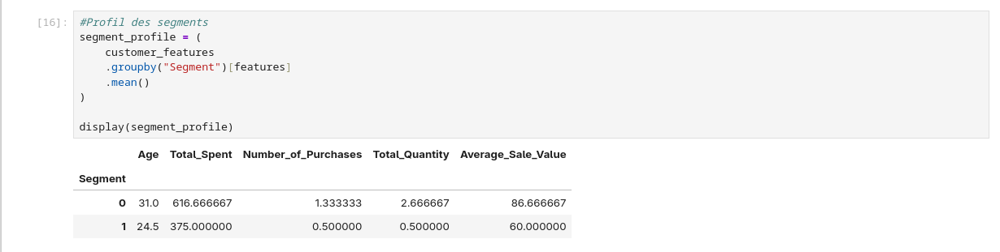 [16]: #Profil des segments
segment_profile = (
    customer_features
    .groupby("Segment")[features]
    .mean()
)
display(segment_profile)
Age Total_Spent Number_of_Purchases Total_Quantity Average_Sale_Value
Segment
0 31.0 616.666667 1.333333 2.666667 86.666667
1 24.5 375.000000 0.500000 0.500000 60.000000